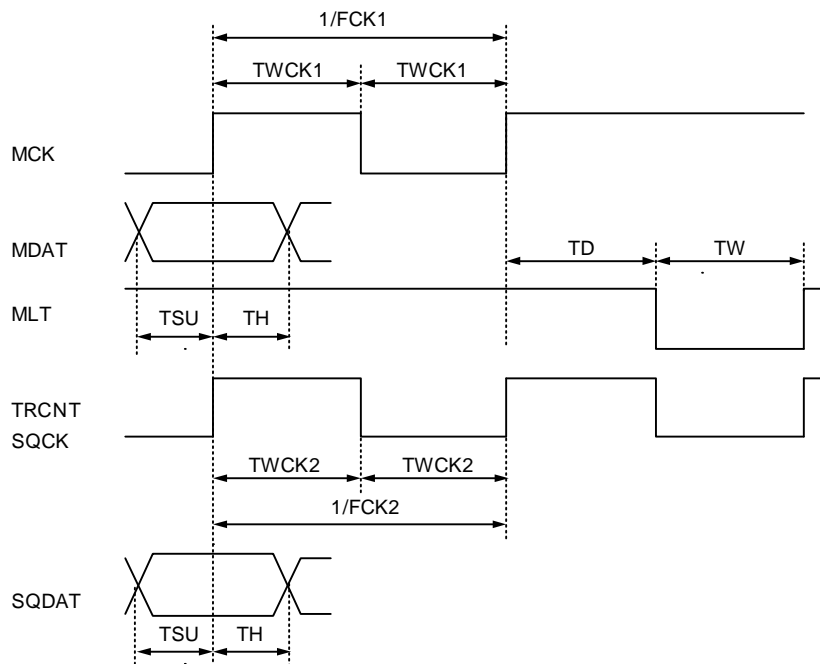 1/FCK1
TWCK1 TWCK1
MCK
MDAT
TD TW
MLT
TSU TH
TRCNT
SQCK
TWCK2 TWCK2
1/FCK2
SQDAT
TSU TH